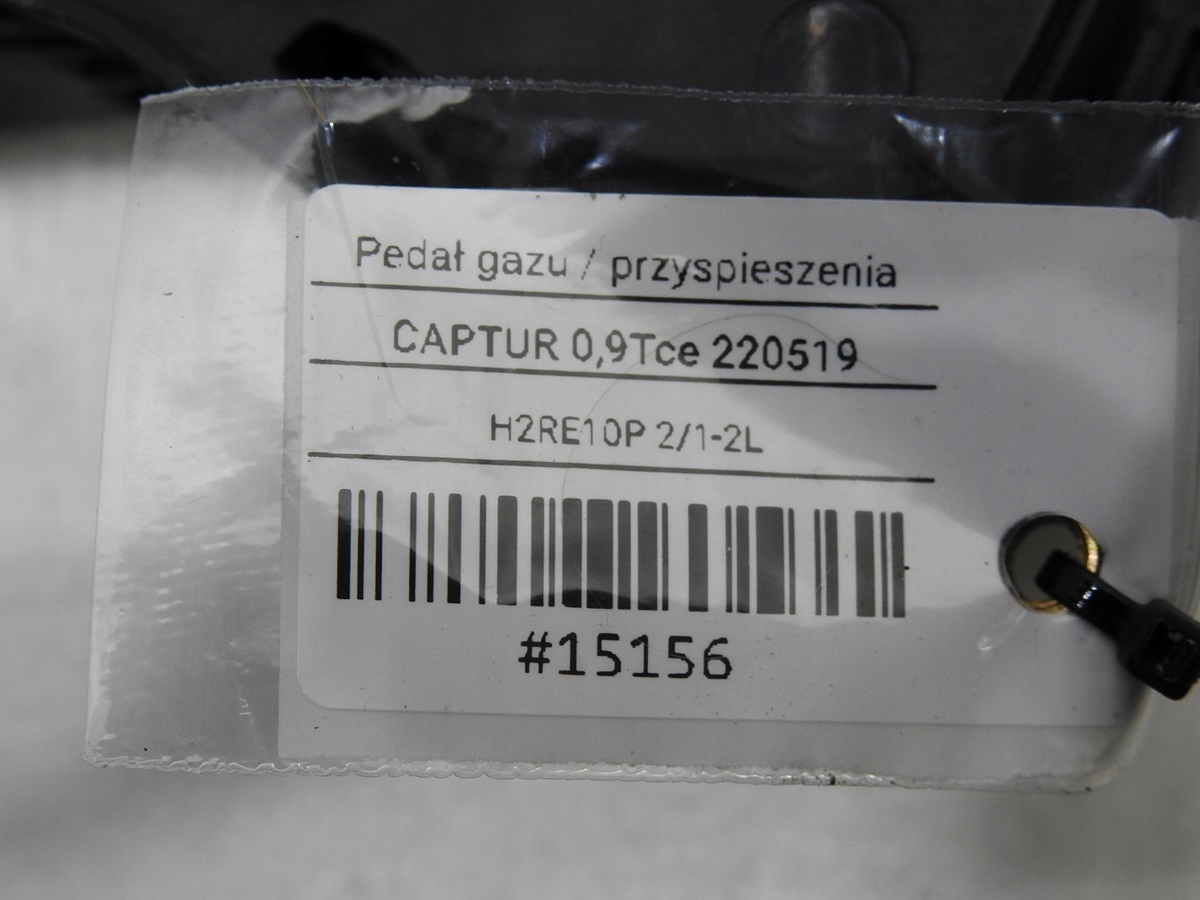 Pedał gazu / przyspieszenia
CAPTUR 0,9Tce 220519
H2RE10P 2/1-2L
#15156